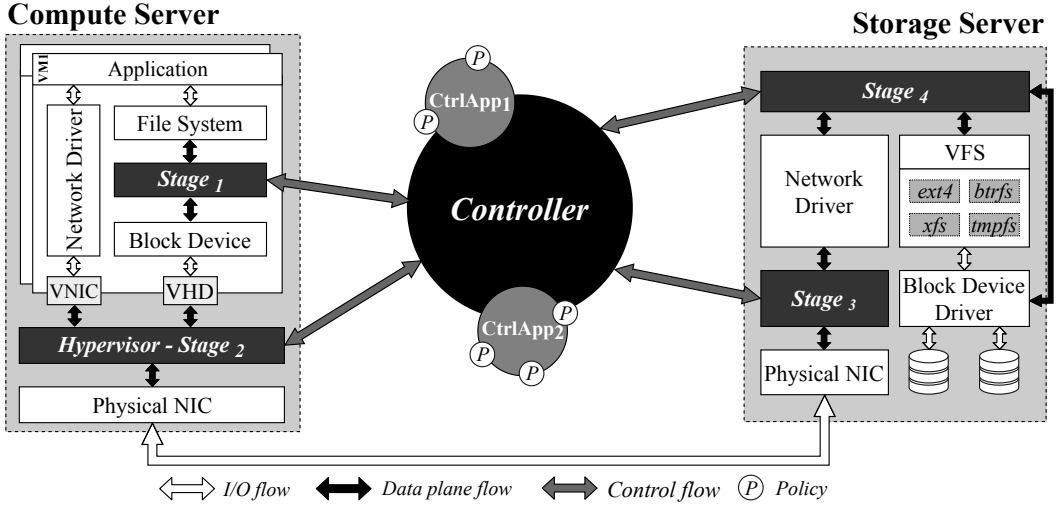 Compute Server
VM1
Application
Network Driver
File System
Stage 1
Block Device
VNIC
VHD
Hypervisor - Stage 2
Physical NIC
P
CtrlApp1
P
Controller
CtrlApp2
P
P
P
Storage Server
Stage 4
Network
Driver
VFS
ext4
btrfs
xfs
tmpfs
Stage 3
Block Device
Driver
Physical NIC
I/O flow
Data plane flow
Control flow
P
Policy